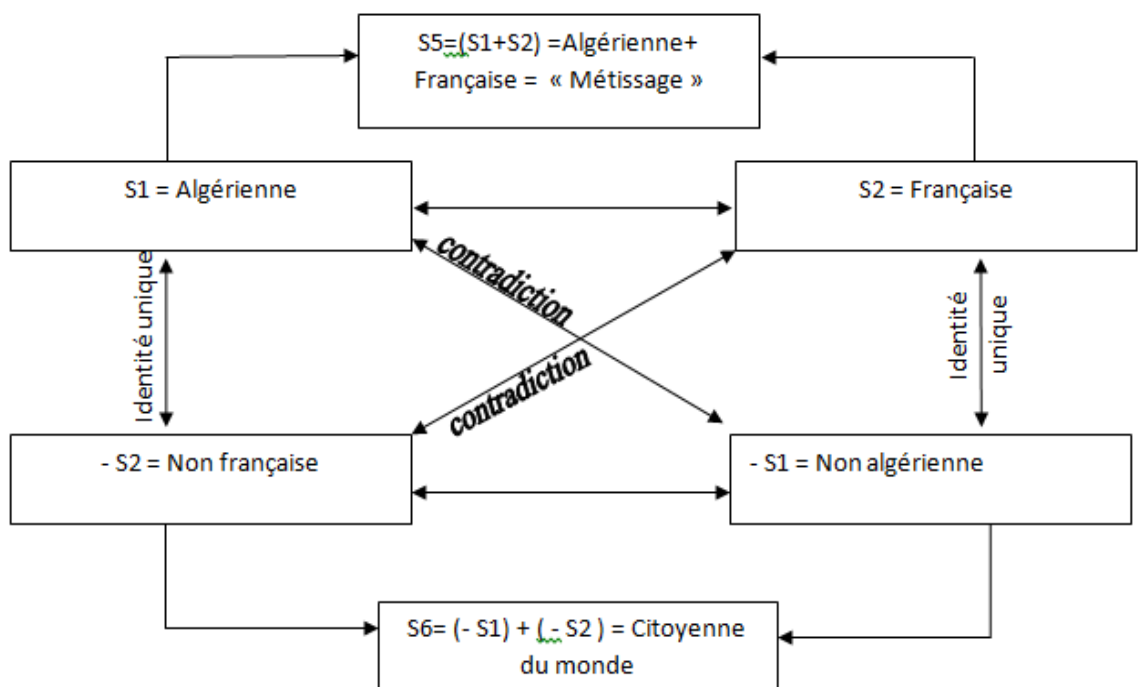 S5=(S1+S2) =Algérienne+
Française = « Métissage »
S1 = Algérienne
S2 = Française
contradiction
Identité unique
Identité
unique
contradiction
- S2 = Non française
- S1 = Non algérienne
S6= (- S1) + ( - S2 ) = Citoyenne
du monde